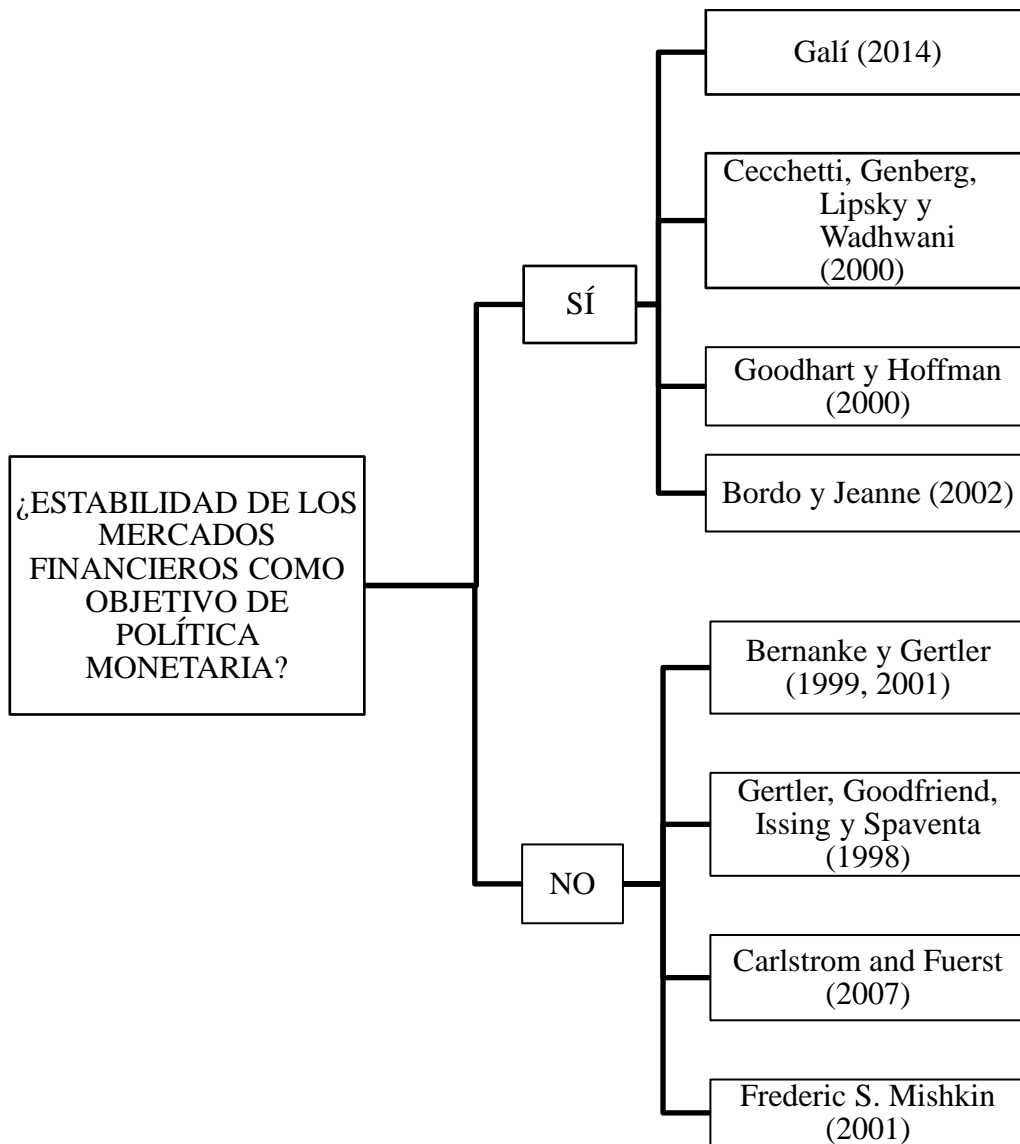 Galí (2014)
Cecchetti, Genberg,
Lipsky y
Wadhwani
(2000)
SÍ
Goodhart y Hoffman
(2000)
Bordo y Jeanne (2002)
¿ESTABILIDAD DE LOS
MERCADOS
FINANCIEROS COMO
OBJETIVO DE
POLÍTICA
MONETARIA?
Bernanke y Gertler
(1999, 2001)
Gertler, Goodfriend,
Issing y Spaventa
(1998)
NO
Carlstrom and Fuerst
(2007)
Frederic S. Mishkin
(2001)